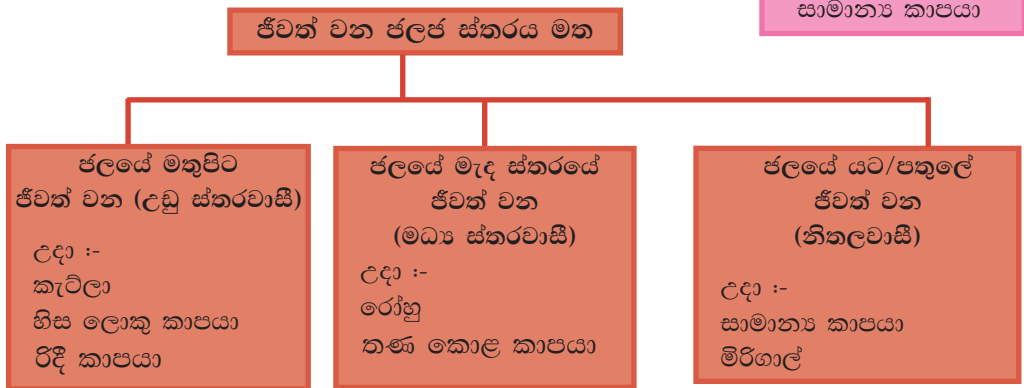 සාමාන්‍ය කාපයා
ජීවත් වන ජලජ ස්තරය මත
ජලයේ මතුපිට
ජීවත් වන (උඩු ස්තරවාසී)
උදා :-
කැට්ලා
හිස ලොකු කාපයා
රිදී කාපයා
ජලයේ මැද ස්තරයේ
ජීවත් වන
(මධ්‍ය ස්තරවාසී)
උදා :-
රෝහු
තණ කොළ කාපයා
ජලයේ යට/පතුලේ
ජීවත් වන
(නිතලවාසී)
උදා :-
සාමාන්‍ය කාපයා
මිරිගාල්